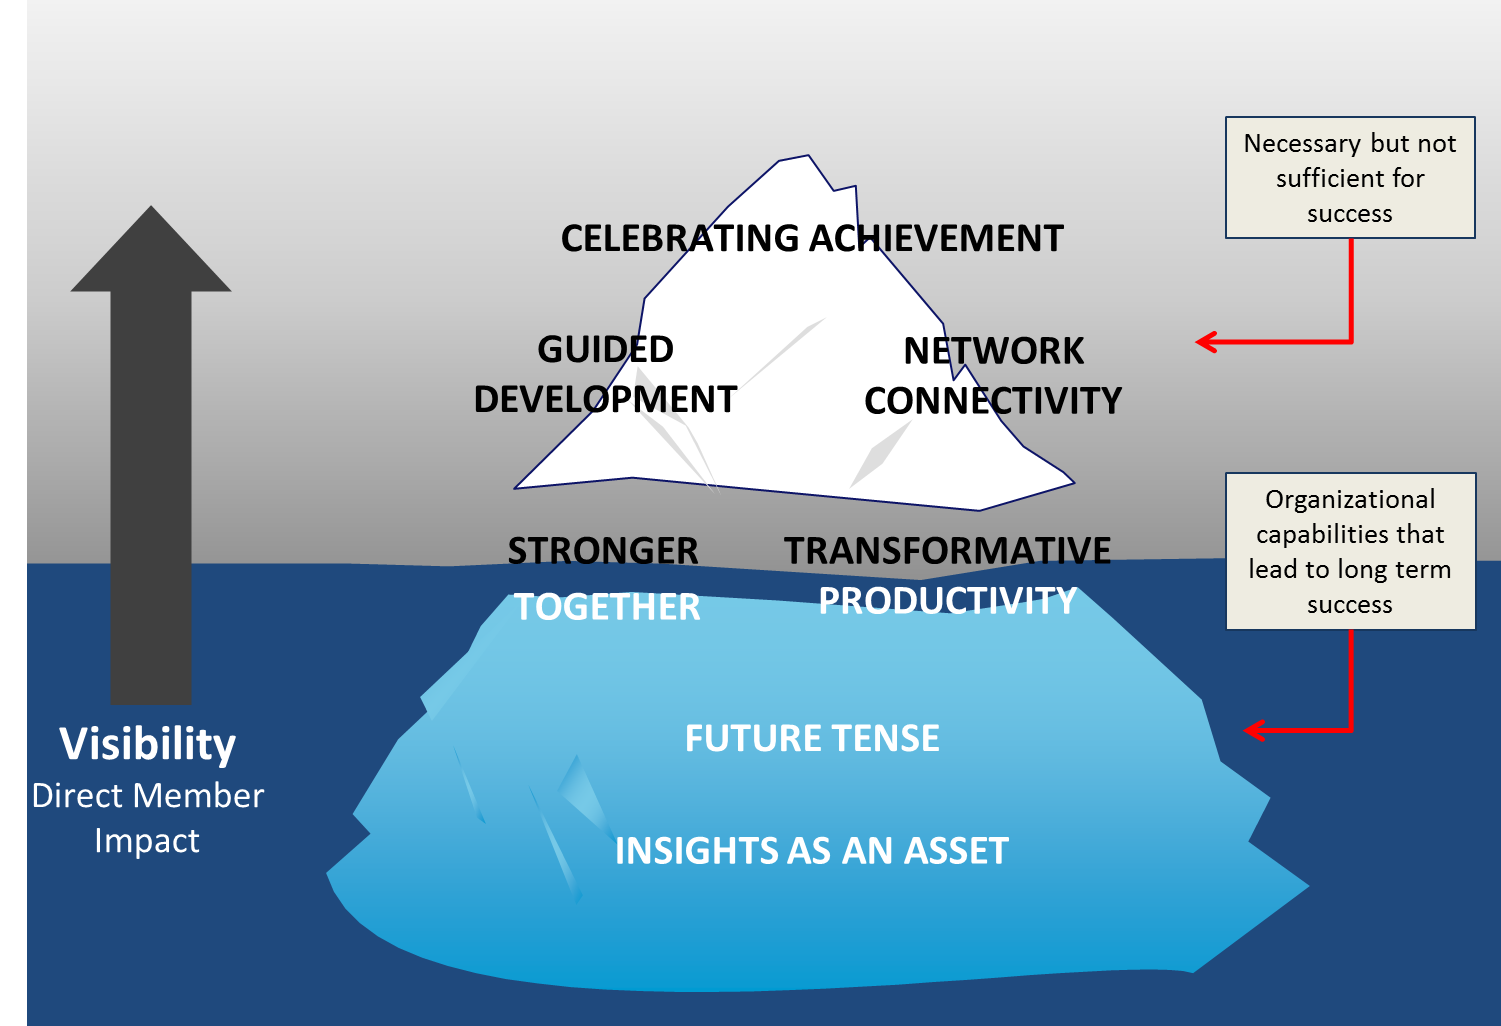 Necessary but not
sufficient for
success
CELEBRATING ACHIEVEMENT
GUIDED
DEVELOPMENT
NETWORK
CONNECTIVITY
Organizational
capabilities that
lead to long term
success
STRONGER
TOGETHER
TRANSFORMATIVE
PRODUCTIVITY
FUTURE TENSE
INSIGHTS AS AN ASSET
Visibility
Direct Member
Impact